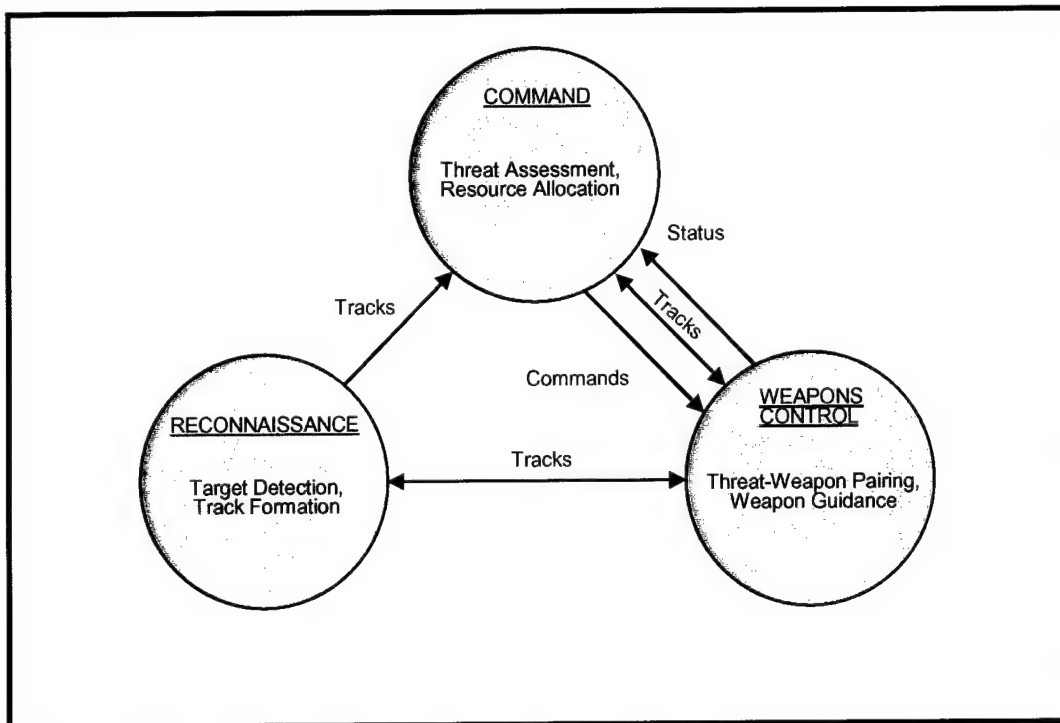 COMMAND
Threat Assessment,
Resource Allocation
Status
Tracks
Tracks
Commands
RECONNAISSANCE
Target Detection,
Track Formation
Tracks
WEAPONS
CONTROL
Threat-Weapon Pairing,
Weapon Guidance